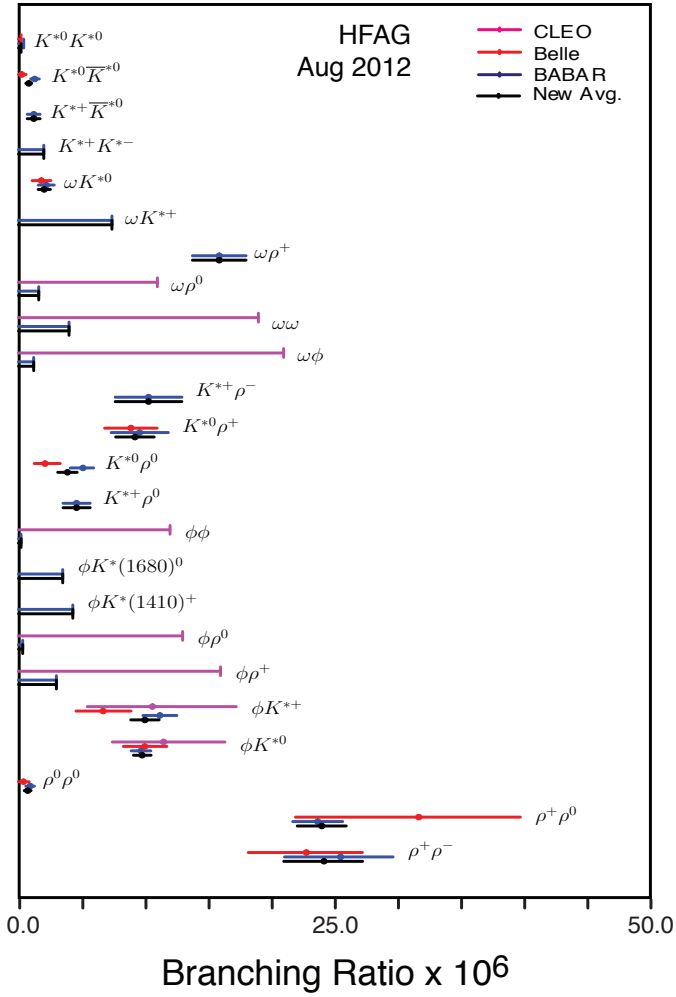 HFAG
Aug 2012
CLEO
Belle
BABAR
New Avg.
K*⁰K*⁰
K*⁰K̅*⁰
K*⁺K̅*⁰
K*⁺K*⁻
ωK*⁰
ωK*⁺
ωρ⁺
ωρ⁰
ωω
ωϕ
K*⁺ρ⁻
K*⁰ρ⁺
K*⁰ρ⁰
K*⁺ρ⁰
ϕϕ
ϕK*(1680)⁰
ϕK*(1410)⁺
ϕρ⁰
ϕρ⁺
ϕK*⁺
ϕK*⁰
ρ⁰ρ⁰
ρ⁺ρ⁰
ρ⁺ρ⁻
0.0 25.0 50.0
Branching Ratio x 10⁶